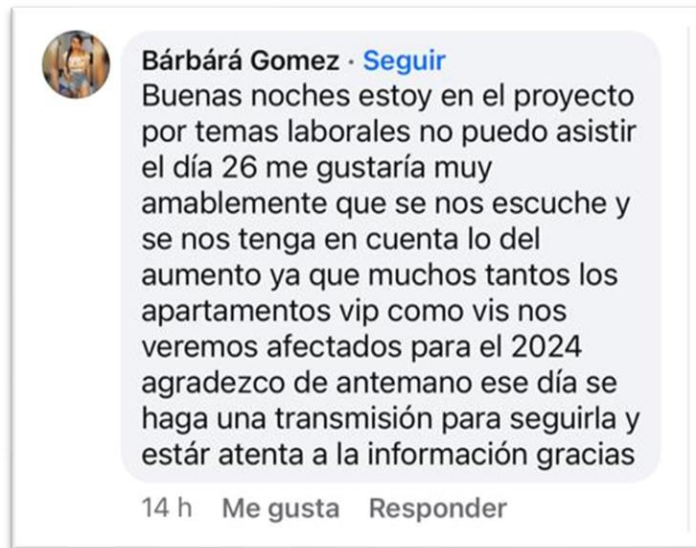 Bárbárá Gomez · Seguir
Buenas noches estoy en el proyecto
por temas laborales no puedo asistir
el día 26 me gustaría muy
amablemente que se nos escuche y
se nos tenga en cuenta lo del
aumento ya que muchos tantos los
apartamentos vip como vis nos
veremos afectados para el 2024
agradezco de antemano ese día se
haga una transmisión para seguirla y
estár atenta a la información gracias
14 h Me gusta Responder